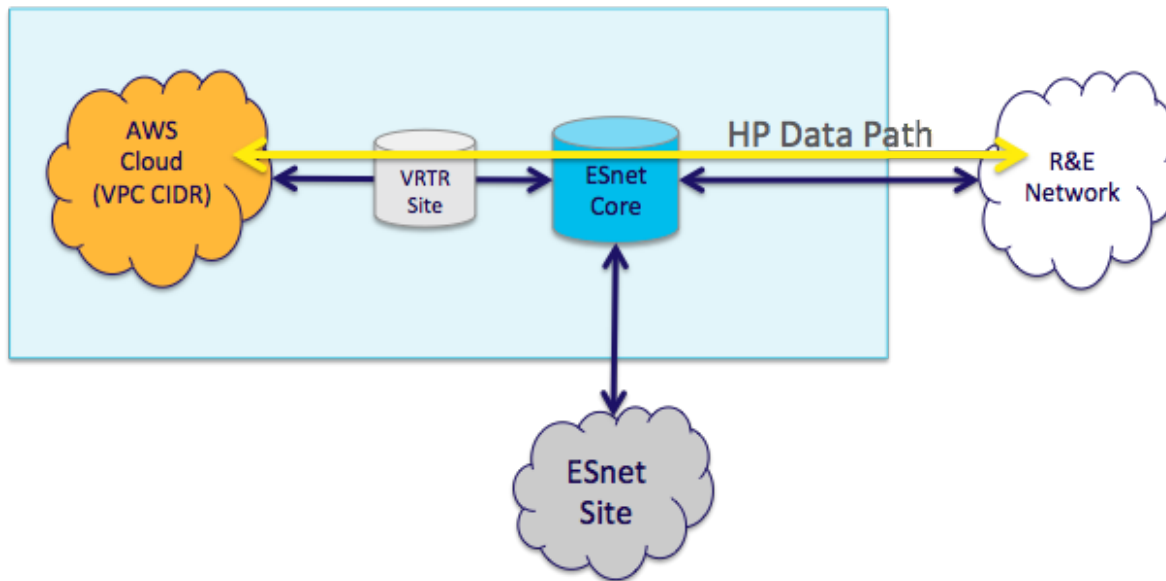 AWS
Cloud
(VPC CIDR)
VRTR
Site
ESnet
Core
HP Data Path
R&E
Network
ESnet
Site